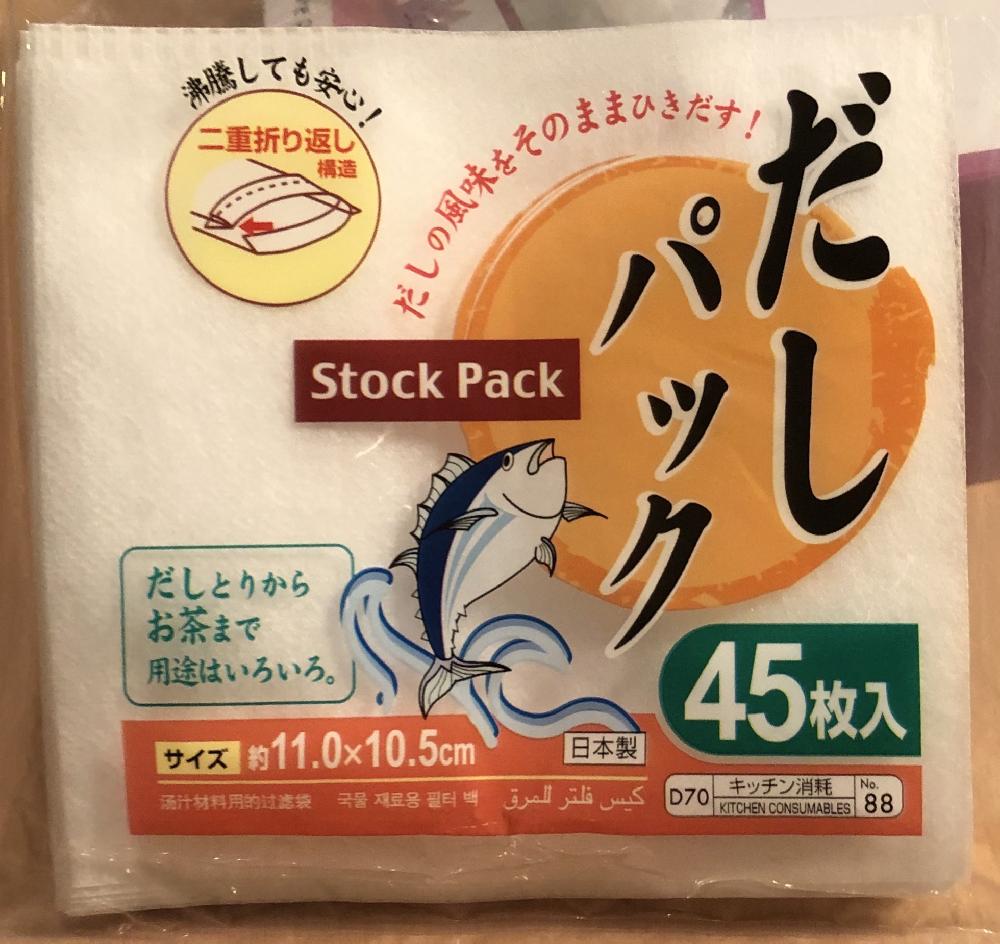 沸騰しても安心!
二重折り返し
構造
だしの風味をそのままひきだす!
だし
パック
Stock Pack
だしとりから
お茶まで
用途はいろいろ。
45枚入
サイズ 約11.0×10.5cm
日本製
汤汁材料用的过滤袋 국물 재료용 필터 백 كيس فلتر للمرق
D70 キッチン消耗 No.
KITCHEN CONSUMABLES 88